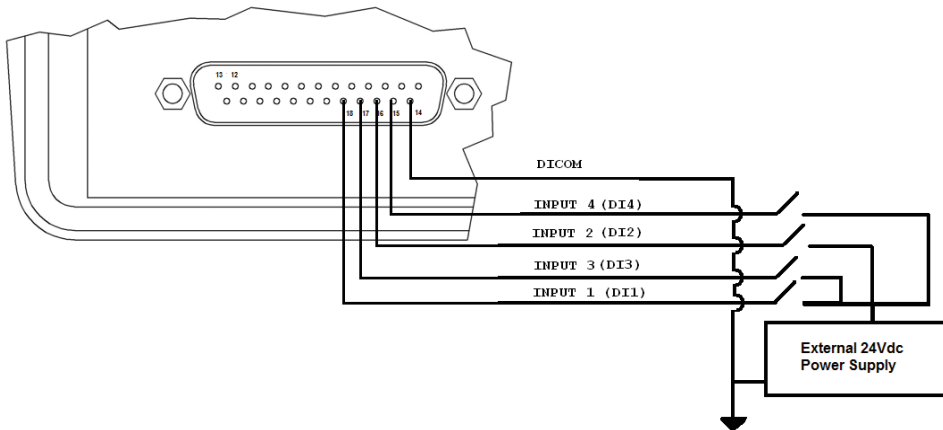 13 12
18 17 16 15 14
DICOM
INPUT 4 (DI4)
INPUT 2 (DI2)
INPUT 3 (DI3)
INPUT 1 (DI1)
External 24Vdc
Power Supply